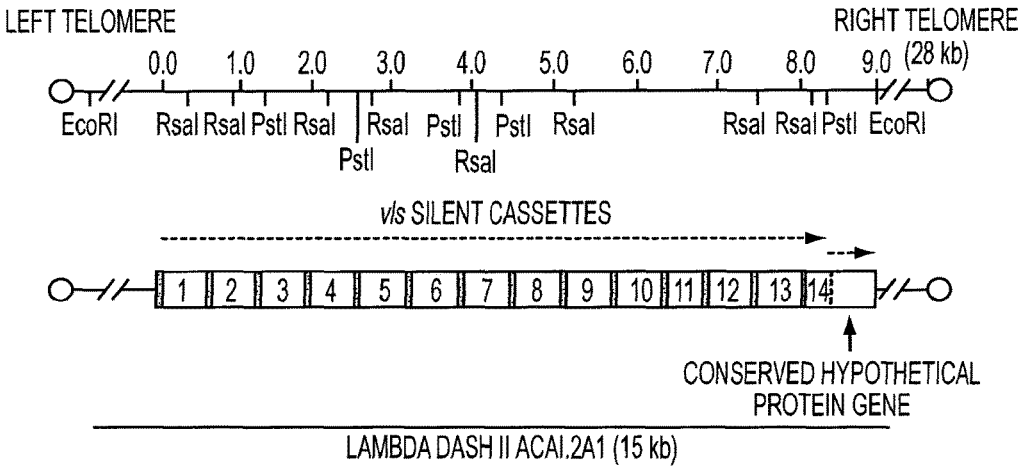 LEFT TELOMERE
RIGHT TELOMERE
(28 kb)
0.0 1.0 2.0 3.0 4.0 5.0 6.0 7.0 8.0 9.0
EcoRI RsaI RsaI PstI RsaI RsaI PstI PstI RsaI RsaI RsaI PstI EcoRI
PstI RsaI
vls SILENT CASSETTES
1 2 3 4 5 6 7 8 9 10 11 12 13 14
CONSERVED HYPOTHETICAL
PROTEIN GENE
LAMBDA DASH II ACAI.2A1 (15 kb)